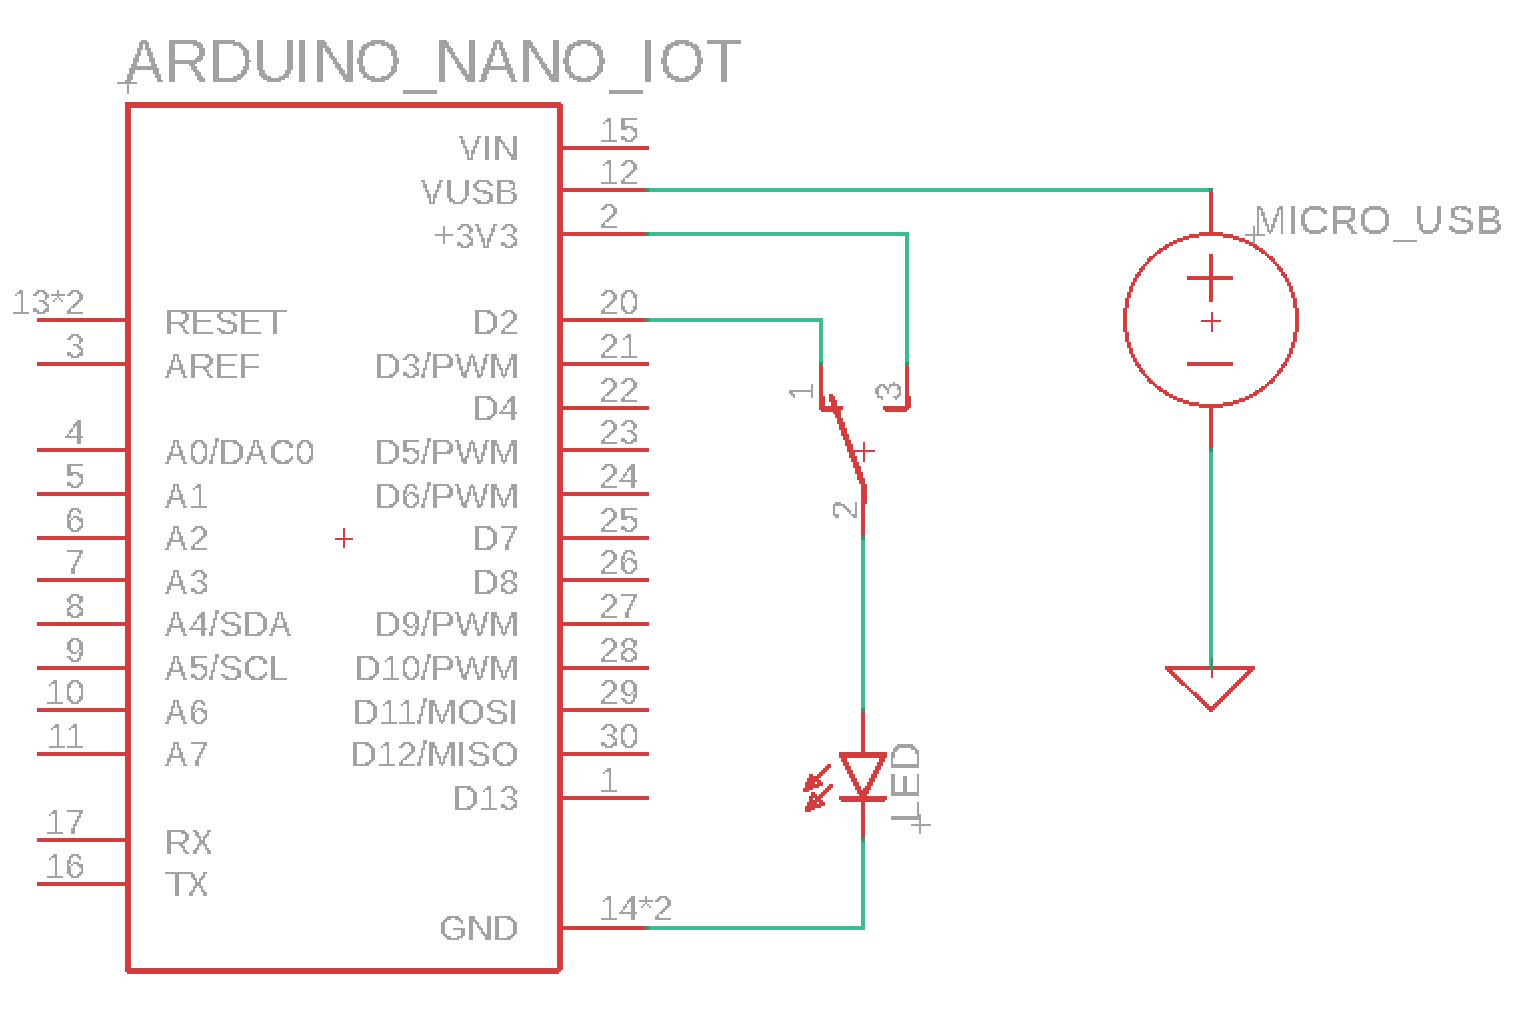 ARDUINO_NANO_IOT
VIN 15
VUSB 12
+3V3 2
MICRO_USB
13*2 RESET D2 20
3 AREF D3/PWM 21
D4 22
4 A0/DAC0 D5/PWM 23
5 A1 D6/PWM 24
6 A2 D7 25
7 A3 D8 26
8 A4/SDA D9/PWM 27
9 A5/SCL D10/PWM 28
10 A6 D11/MOSI 29
11 A7 D12/MISO 30
D13 1
17 RX
16 TX
GND 14*2
1
3
2
LED